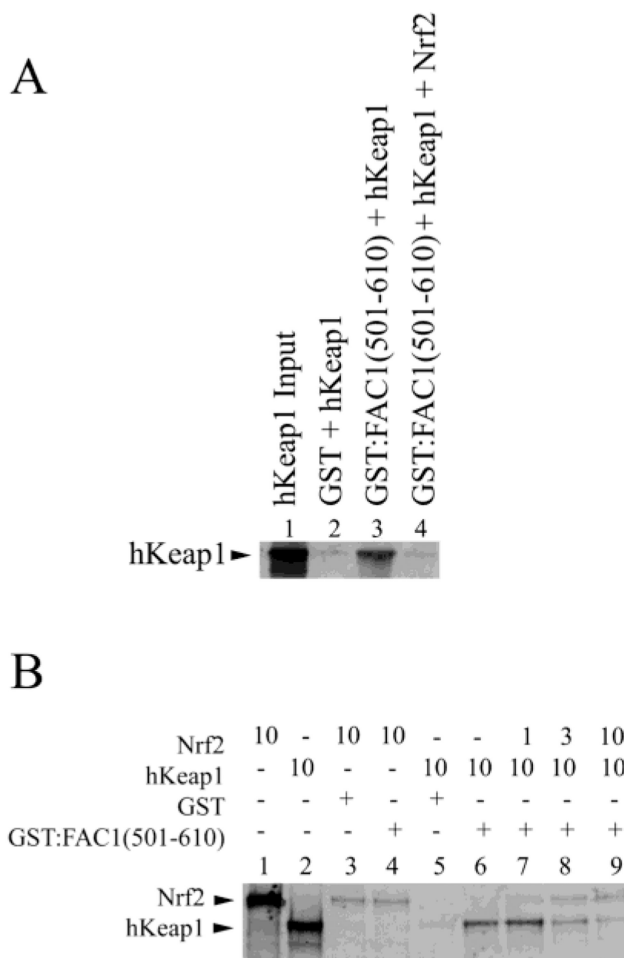 A
hKeap1 Input
GST + hKeap1
GST:FAC1(501-610) + hKeap1
GST:FAC1(501-610)+ hKeap1 + Nrf2
1 2 3 4
hKeap1
B
Nrf2 10 - 10 10 - - 1 3 10
hKeap1 - 10 - - 10 10 10 10 10
GST - - + - + - - - -
GST:FAC1(501-610) - - - + - + + + +
1 2 3 4 5 6 7 8 9
Nrf2
hKeap1